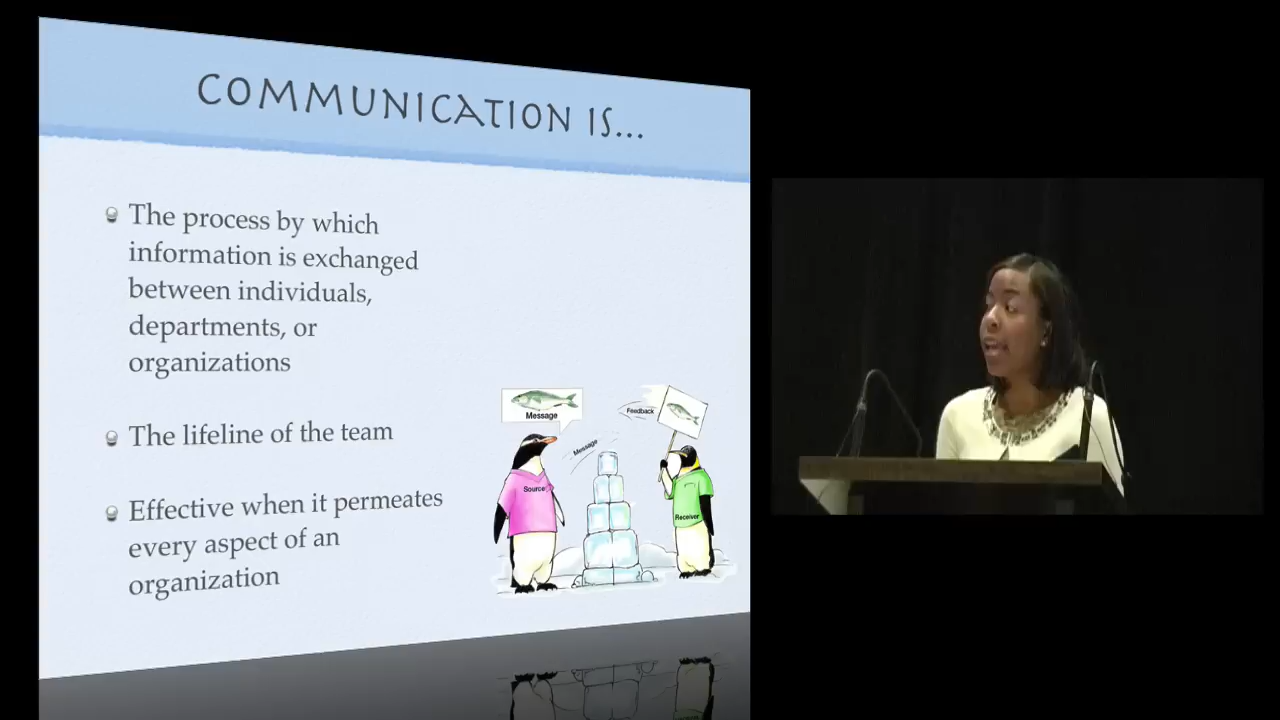 COMMUNICATION IS...
The process by which
information is exchanged
between individuals,
departments, or
organizations
The lifeline of the team
Effective when it permeates
every aspect of an
organization
Message
Feedback
Message
Source
Receiver